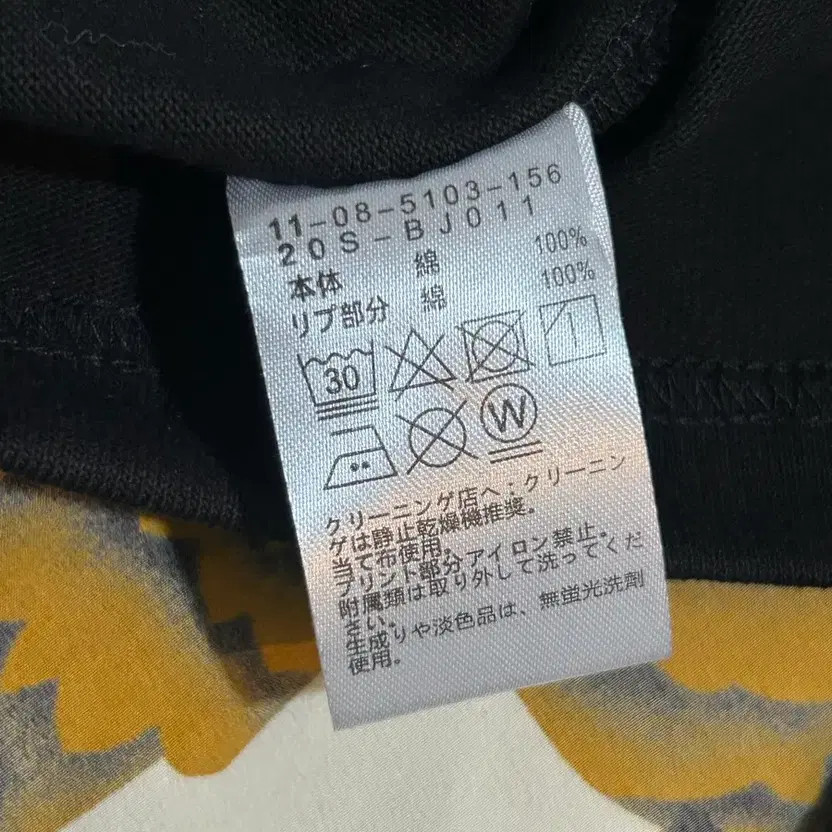 11-08-5103-156
20S-BJ011
本体 綿 100%
リブ部分 綿 100%
30
W
クリーニング店へ:クリーニン
グは静止乾燥機推奨。
当て布使用。
プリント部分アイロン禁止。
附属類は取り外して洗ってくだ
さい。
生成りや淡色品は、無蛍光洗剤
使用。